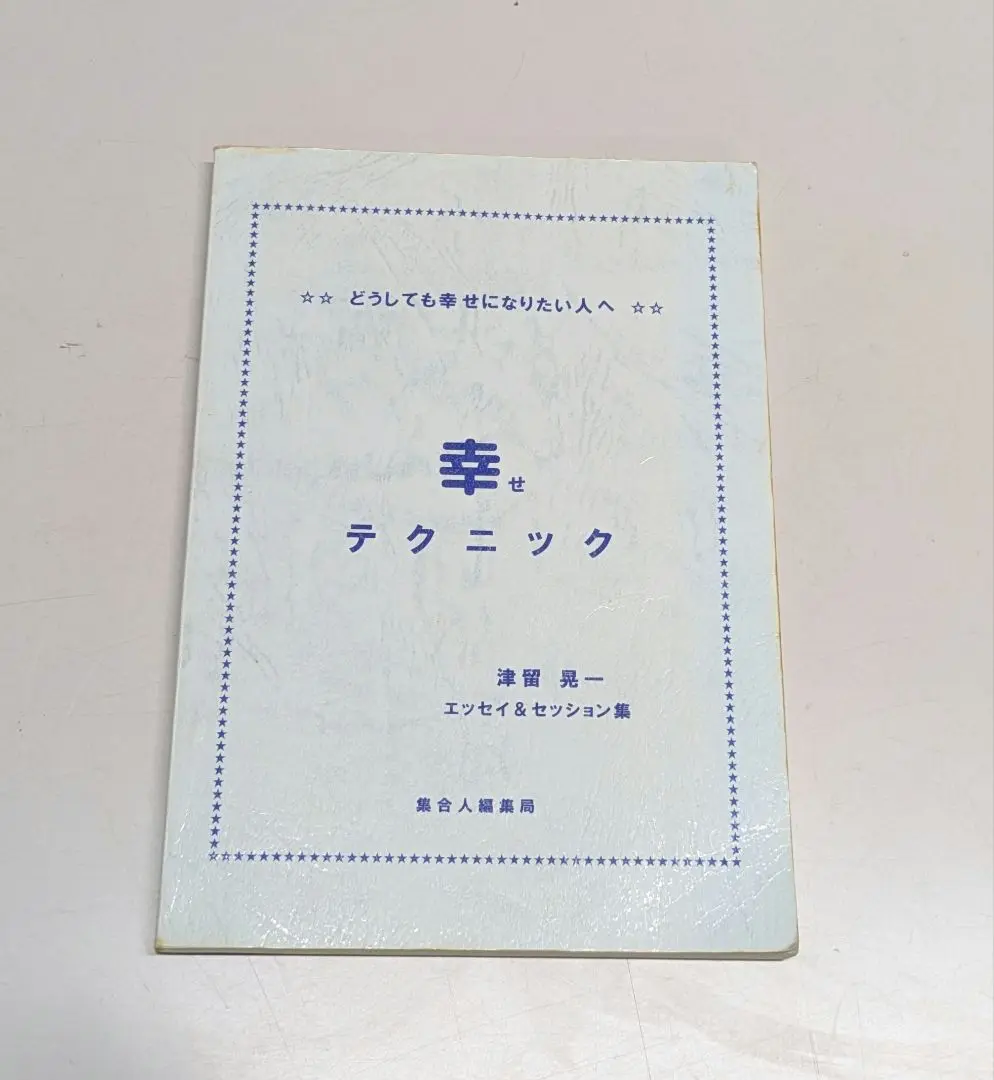 ☆☆ どうしても幸せになりたい人へ ☆☆
幸せ
テクニック
津留 晃一
エッセイ&セッション集
集合人編集局